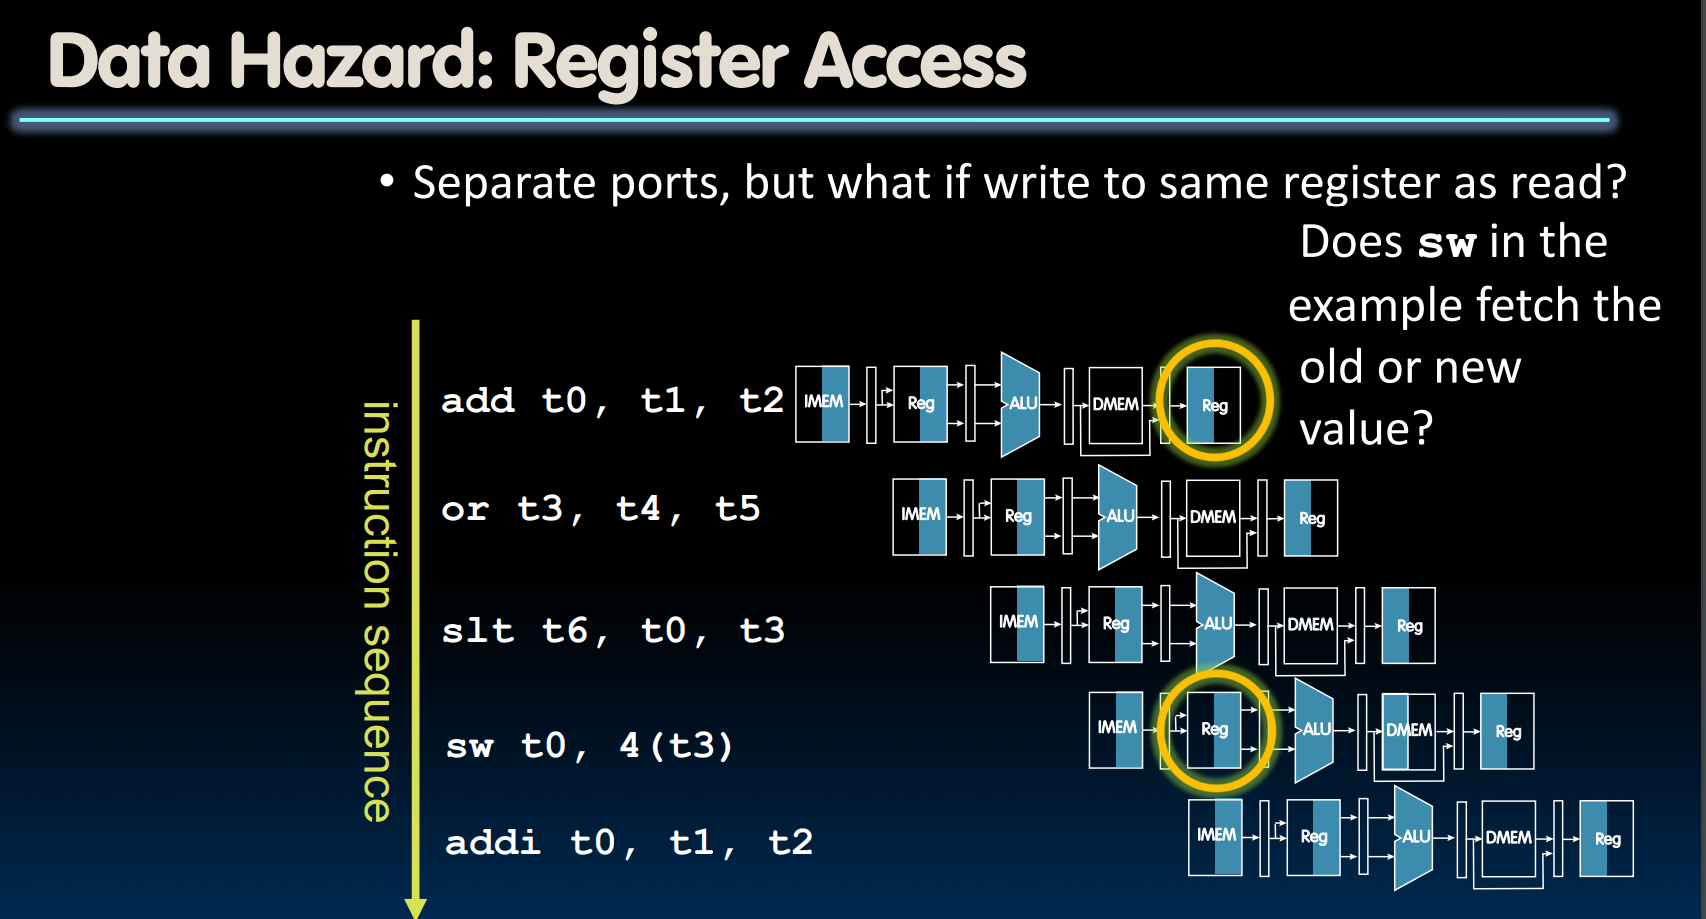 Data Hazard: Register Access
• Separate ports, but what if write to same register as read?
Does sw in the
example fetch the
old or new
value?
instruction sequence
add t0, t1, t2
IMEM Reg ALU DMEM Reg
or t3, t4, t5
IMEM Reg ALU DMEM Reg
slt t6, t0, t3
IMEM Reg ALU DMEM Reg
sw t0, 4(t3)
IMEM Reg ALU DMEM Reg
addi t0, t1, t2
IMEM Reg ALU DMEM Reg